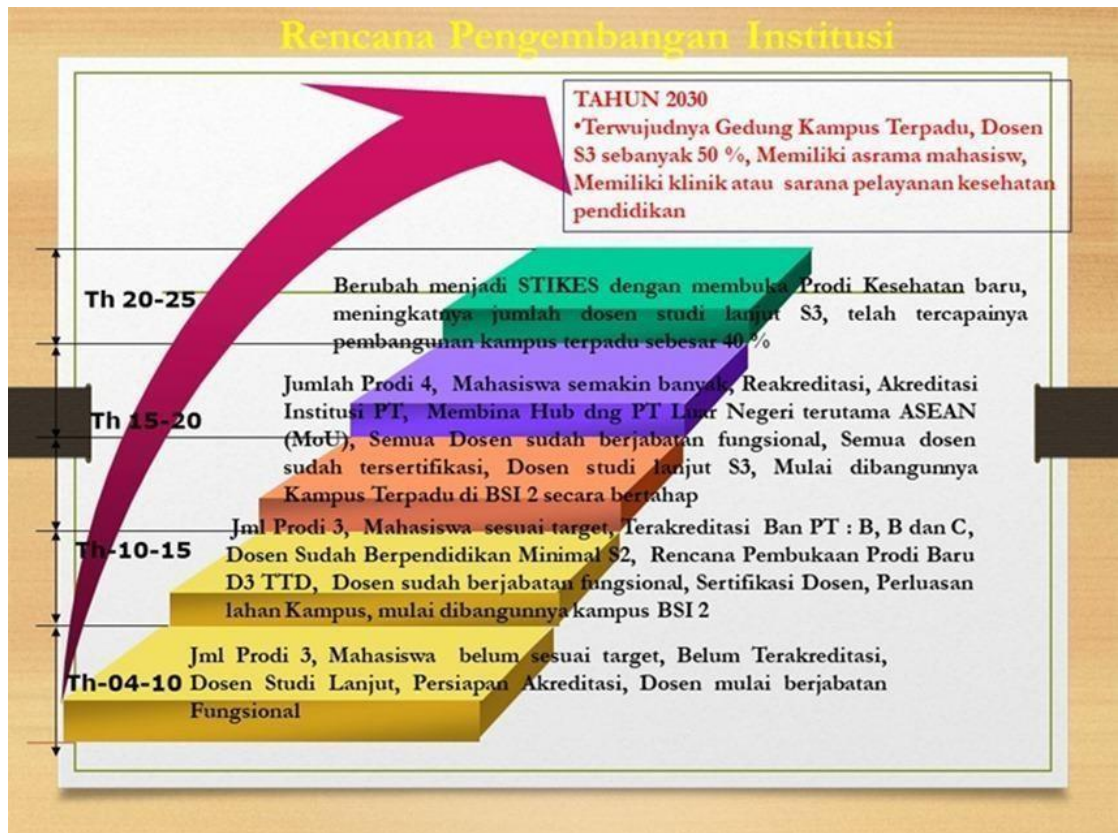 Rencana Pengembangan Institusi
TAHUN 2030
•Terwujudnya Gedung Kampus Terpadu, Dosen
S3 sebanyak 50 %, Memiliki asrama mahasisw,
Memiliki klinik atau sarana pelayanan kesehatan
pendidikan
Th 20-25
Berubah menjadi STIKES dengan membuka Prodi Kesehatan baru,
meningkatnya jumlah dosen studi lanjut S3, telah tercapainya
pembangunan kampus terpadu sebesar 40 %
Th 15-20
Jumlah Prodi 4, Mahasiswa semakin banyak, Reakreditasi, Akreditasi
Institusi PT, Membina Hub dng PT Luar Negeri terutama ASEAN
(MoU), Semua Dosen sudah berjabatan fungsional, Semua dosen
sudah tersertifikasi, Dosen studi lanjut S3, Mulai dibangunnya
Kampus Terpadu di BSI 2 secara bertahap
Th-10-15
Jml Prodi 3, Mahasiswa sesuai target, Terakreditasi Ban PT : B, B dan C,
Dosen Sudah Berpendidikan Minimal S2, Rencana Pembukaan Prodi Baru
D3 TTD, Dosen sudah berjabatan fungsional, Sertifikasi Dosen, Perluasan
lahan Kampus, mulai dibangunnya kampus BSI 2
Th-04-10
Jml Prodi 3, Mahasiswa belum sesuai target, Belum Terakreditasi,
Dosen Studi Lanjut, Persiapan Akreditasi, Dosen mulai berjabatan
Fungsional